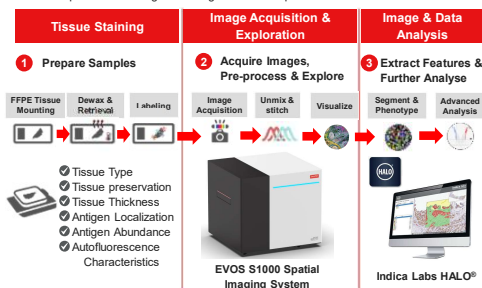 Tissue Staining
Image Acquisition &
Exploration
Image & Data
Analysis
1 Prepare Samples
2 Acquire Images,
Pre-process & Explore
3 Extract Features &
Further Analyse
FFPE Tissue
Mounting
Dewax &
Retrieval
Labeling
Image
Acquisition
Unmix &
stitch
Visualize
Segment &
Phenotype
Advanced
Analysis
Tissue Type
Tissue preservation
Tissue Thickness
Antigen Localization
Antigen Abundance
Autofluorescence
Characteristics
HALO
INDICA LABS
EVOS S1000 Spatial
Imaging System
Indica Labs HALO®